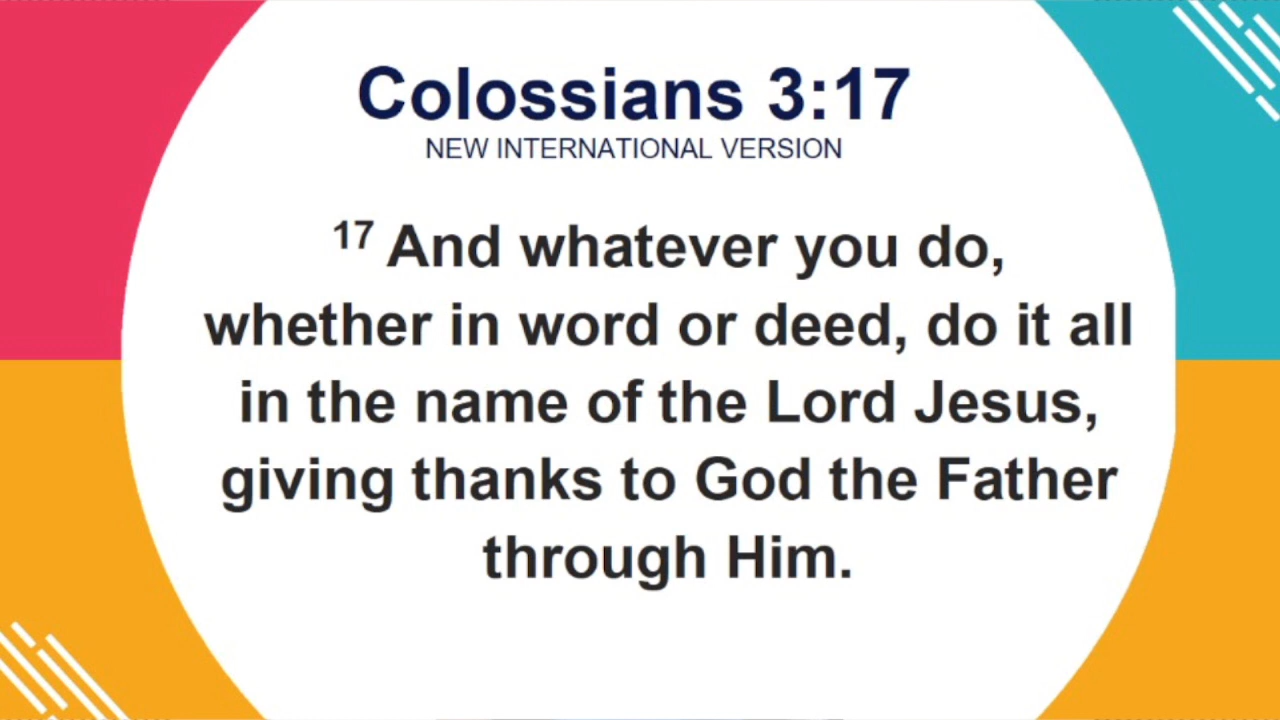 Colossians 3:17
NEW INTERNATIONAL VERSION
17 And whatever you do,
whether in word or deed, do it all
in the name of the Lord Jesus,
giving thanks to God the Father
through Him.